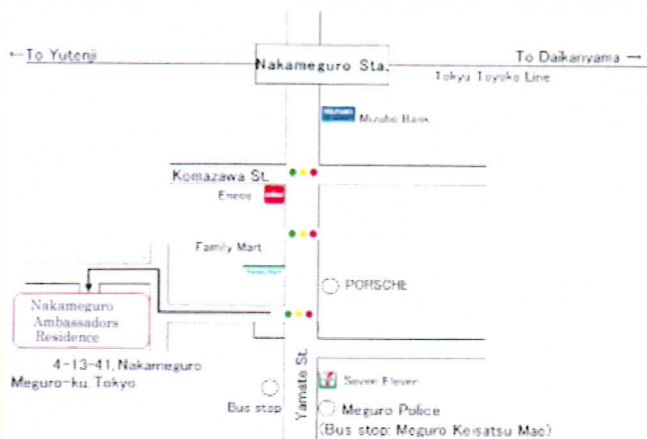 ←To Yutenji
Nakameguro Sta.
To Daikanyama →
Tokyu Toyoko Line
Mizuho Bank
Komazawa St.
Eneos
Family Mart
PORSCHE
Nakameguro
Ambassadors
Residence
4-13-41, Nakameguro
Meguro-ku, Tokyo
Yamate St.
Seven Eleven
Bus stop
Meguro Police
(Bus stop: Meguro Keisatsu Mae)